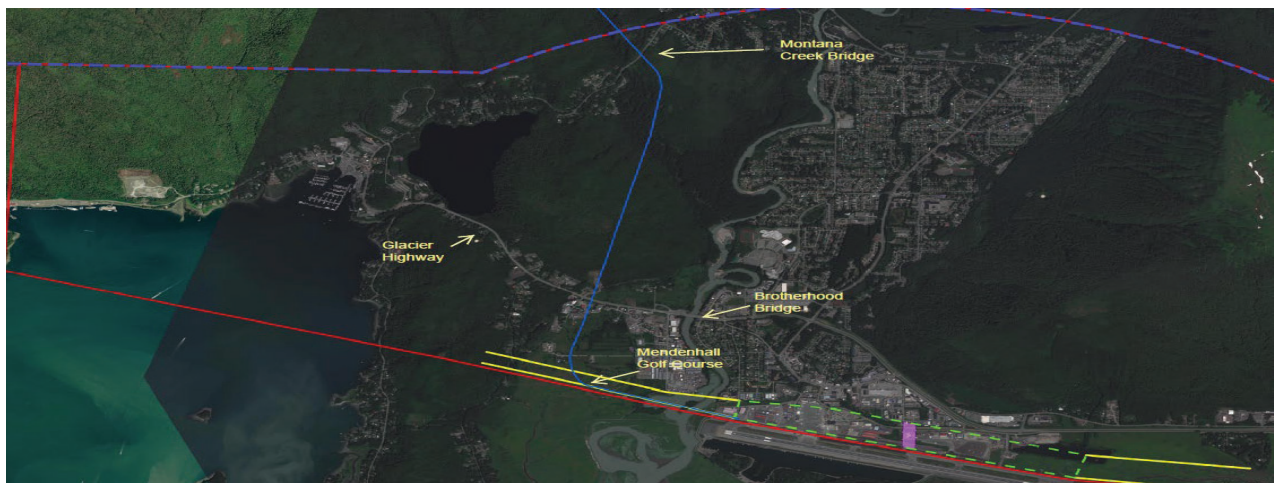 Montana
Creek Bridge
Glacier
Highway
Brotherhood
Bridge
Mendenhall
Golf Course